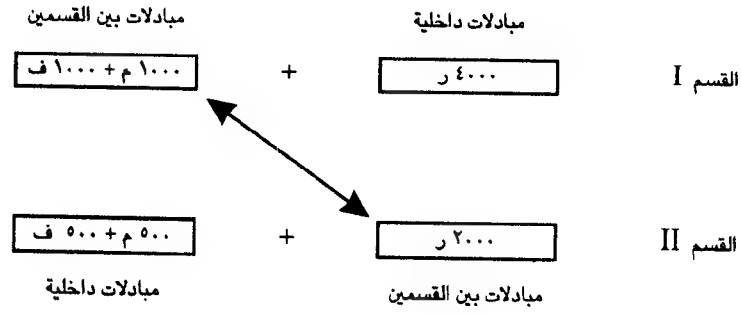 مبادلات داخلية مبادلات بين القسمين
القسم I ٤٠٠٠ ر + ١٠٠٠ م + ١٠٠٠ ف
القسم II ٢٠٠٠ ر + ٥٠٠ م + ٥٠٠ ف
مبادلات بين القسمين مبادلات داخلية